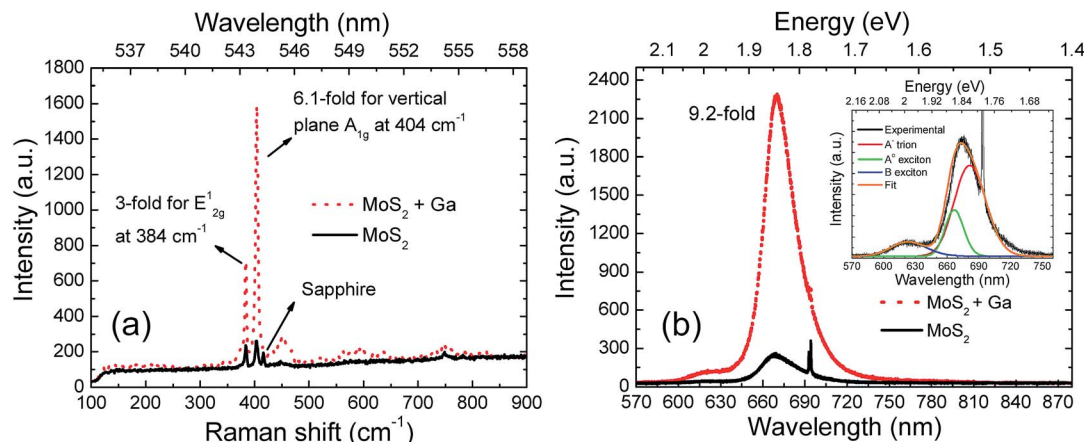 Wavelength (nm)
537 540 543 546 549 552 555 558
1800
1600
1400
1200
1000
800
600
400
200
0
Intensity (a.u.)
6.1-fold for vertical
plane A1g at 404 cm-1
3-fold for E12g
at 384 cm-1
MoS2 + Ga
MoS2
Sapphire
(a)
100 200 300 400 500 600 700 800 900
Raman shift (cm-1)
Energy (eV)
2.1 2 1.9 1.8 1.7 1.6 1.5 1.4
2400
2100
1800
1500
1200
900
600
300
0
Intensity (a.u.)
9.2-fold
Energy (eV)
2.16 2.08 2 1.92 1.84 1.76 1.68
Experimental
A- trion
A0 exciton
B exciton
Fit
Intensity (a.u.)
570 600 630 660 690 720 750
Wavelength (nm)
MoS2 + Ga
MoS2
(b)
570 600 630 660 690 720 750 780 810 840 870
Wavelength (nm)